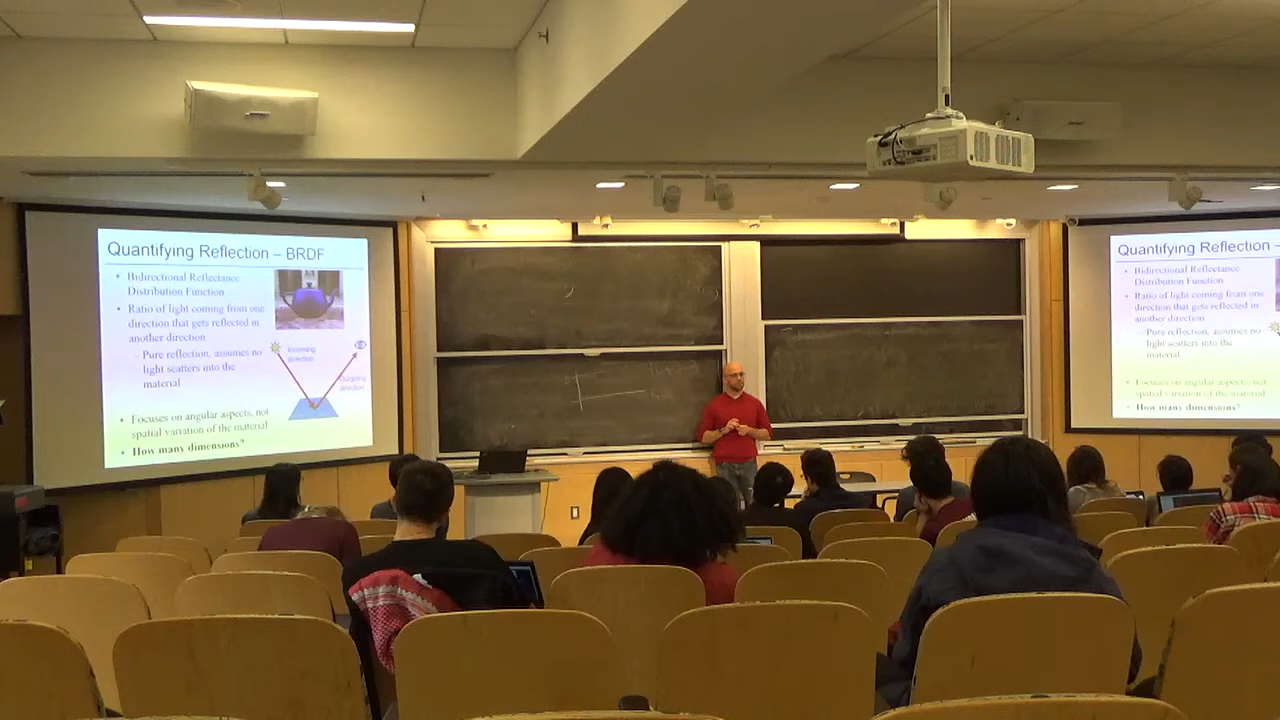 Quantifying Reflection – BRDF
• Bidirectional Reflectance
Distribution Function
• Ratio of light coming from one
direction that gets reflected in
another direction
– Pure reflection, assumes no
light scatters into the
material
Incoming
direction
Outgoing
direction
• Focuses on angular aspects, not
spatial variation of the material
• How many dimensions?
Quantifying Reflection –
• Bidirectional Reflectance
Distribution Function
• Ratio of light coming from one
direction that gets reflected in
another direction
– Pure reflection, assumes no
light scatters into the
material
• Focuses on angular aspects, not
spatial variation of the material
• How many dimensions?